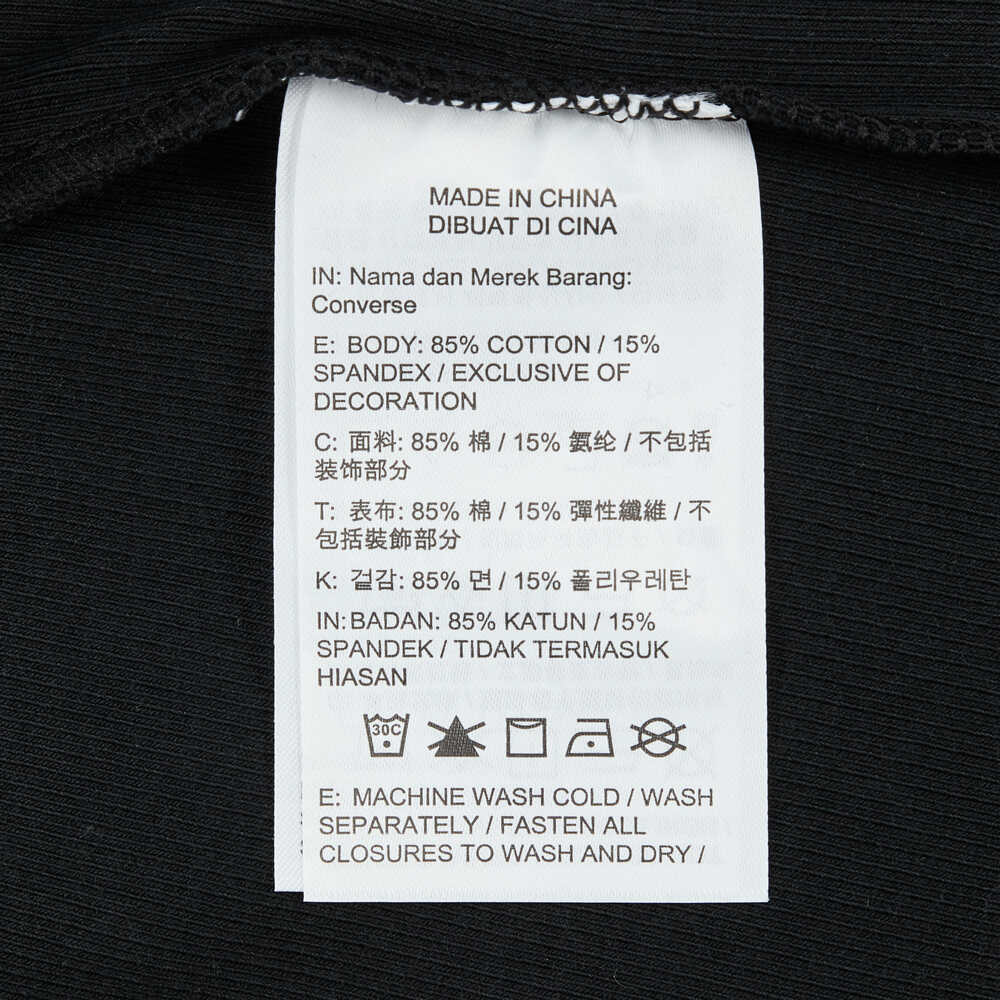 MADE IN CHINA
DIBUAT DI CINA
IN: Nama dan Merek Barang:
Converse
E: BODY: 85% COTTON / 15%
SPANDEX / EXCLUSIVE OF
DECORATION
C: 面料: 85% 棉 / 15% 氨纶 / 不包括
装饰部分
T: 表布: 85% 棉 / 15% 彈性纖維 / 不
包括裝飾部分
K: 겉감: 85% 면 / 15% 폴리우레탄
IN: BADAN: 85% KATUN / 15%
SPANDEK / TIDAK TERMASUK
HIASAN
30C
E: MACHINE WASH COLD / WASH
SEPARATELY / FASTEN ALL
CLOSURES TO WASH AND DRY /